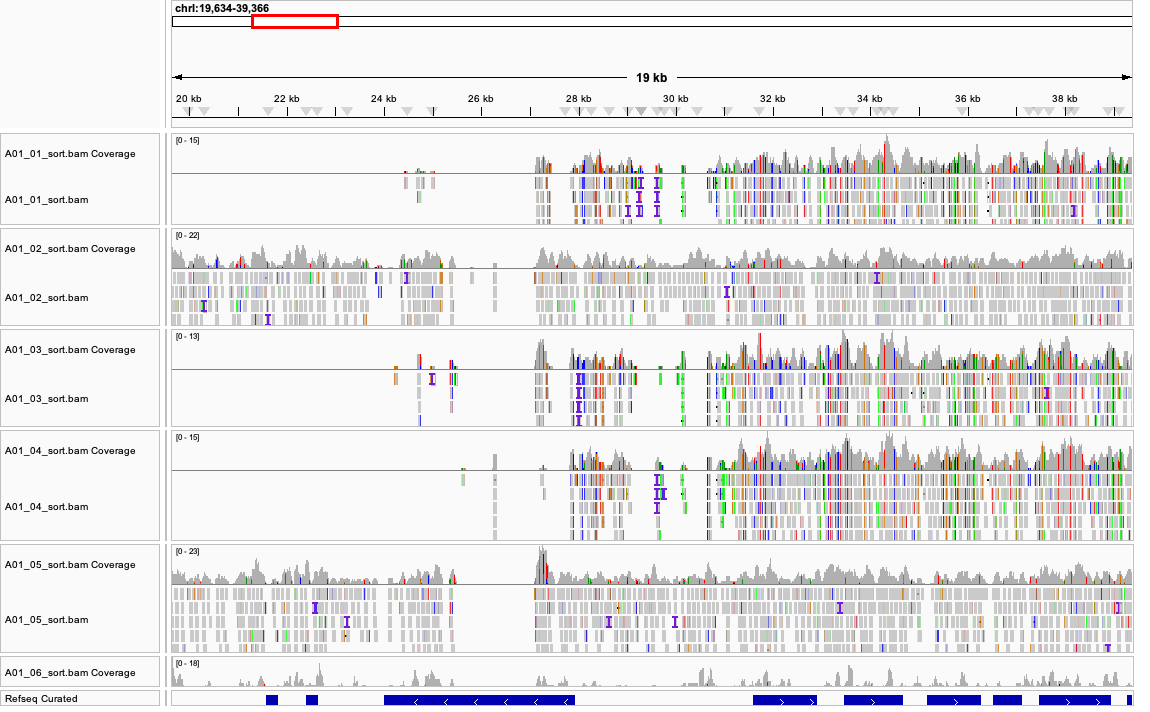 chrI:19,634-39,366
19 kb
20 kb 22 kb 24 kb 26 kb 28 kb 30 kb 32 kb 34 kb 36 kb 38 kb
[0 - 15]
A01_01_sort.bam Coverage
A01_01_sort.bam
[0 - 22]
A01_02_sort.bam Coverage
A01_02_sort.bam
[0 - 13]
A01_03_sort.bam Coverage
A01_03_sort.bam
[0 - 15]
A01_04_sort.bam Coverage
A01_04_sort.bam
[0 - 23]
A01_05_sort.bam Coverage
A01_05_sort.bam
[0 - 18]
A01_06_sort.bam Coverage
Refseq Curated